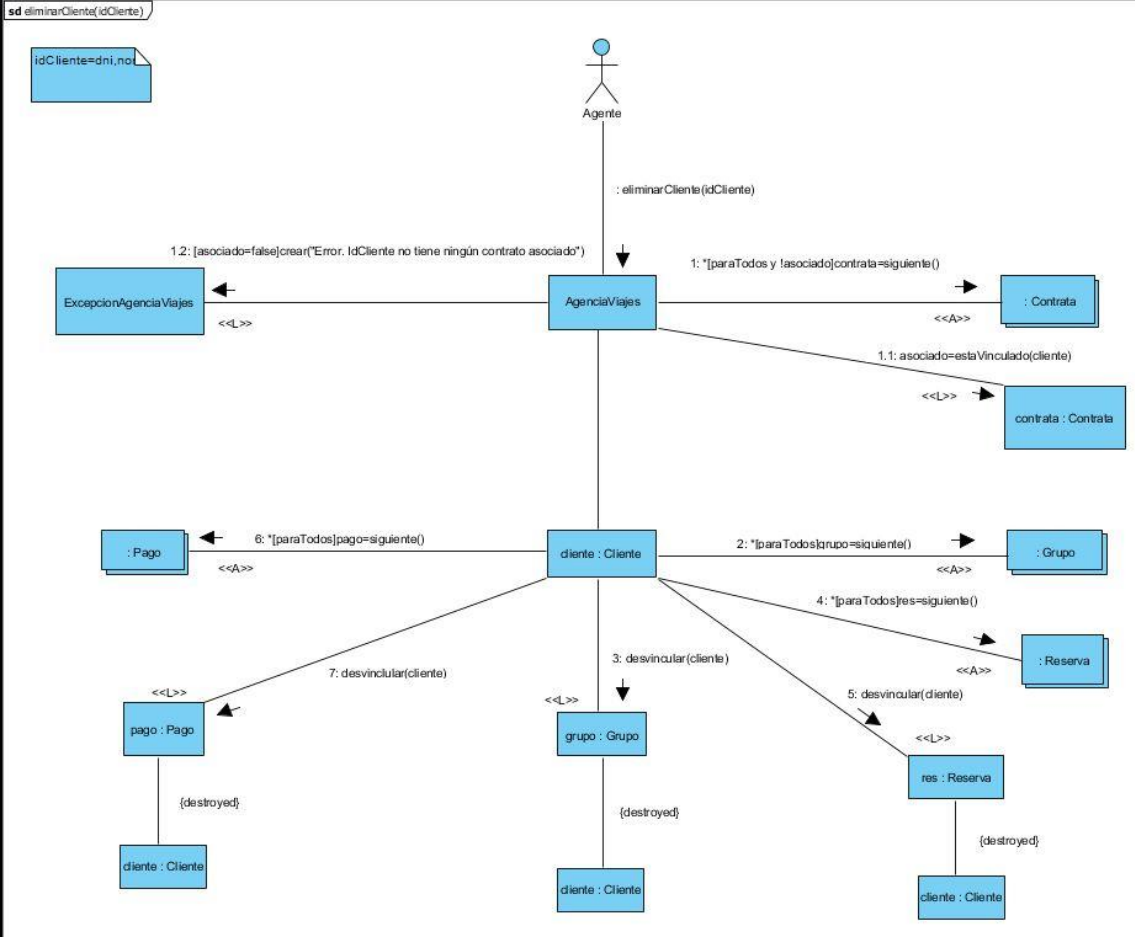 sd eliminarCliente(idCliente)
idCliente=dni,nom
Agente
: eliminarCliente(idCliente)
1.2: [asociado=false]crear("Error. IdCliente no tiene ningún contrato asociado")
1: *[paraTodos y !asociado]contrata=siguiente()
ExcepcionAgenciaViajes
AgenciaViajes
: Contrata
<<L>>
<<A>>
1.1: asociado=estaVinculado(cliente)
<<L>>
contrata : Contrata
6: *[paraTodos]pago=siguiente()
2: *[paraTodos]grupo=siguiente()
: Pago
cliente : Cliente
: Grupo
<<A>>
<<A>>
4: *[paraTodos]res=siguiente()
3: desvincular(cliente)
: Reserva
7: desvinclular(cliente)
<<A>>
<<L>>
<<L>>
5: desvincular(cliente)
pago : Pago
grupo : Grupo
<<L>>
res : Reserva
{destroyed}
{destroyed}
{destroyed}
cliente : Cliente
cliente : Cliente
cliente : Cliente